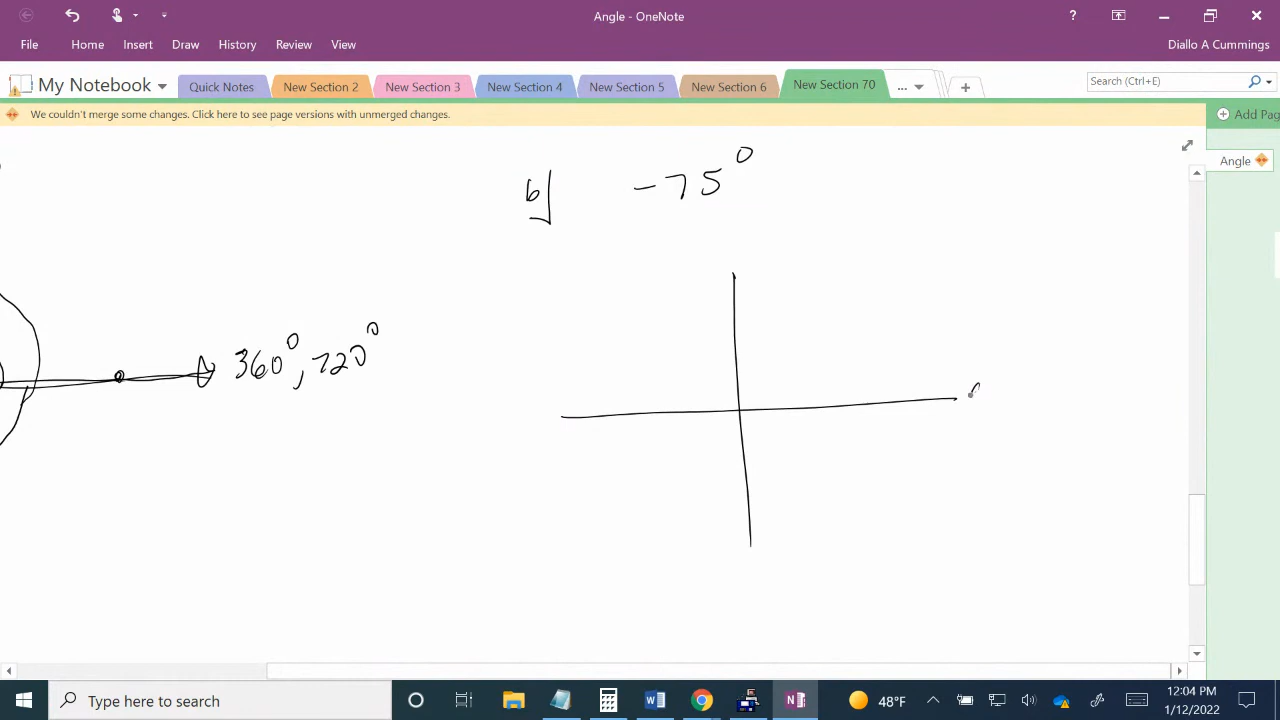 Angle - OneNote
?
File Home Insert Draw History Review View
Diallo A Cummings
My Notebook
Quick Notes
New Section 2
New Section 3
New Section 4
New Section 5
New Section 6
New Section 70
...
Search (Ctrl+E)
We couldn't merge some changes. Click here to see page versions with unmerged changes.
Add Pag
Angle
b) -75°
360°, 720°
Type here to search
48°F
12:04 PM
1/12/2022